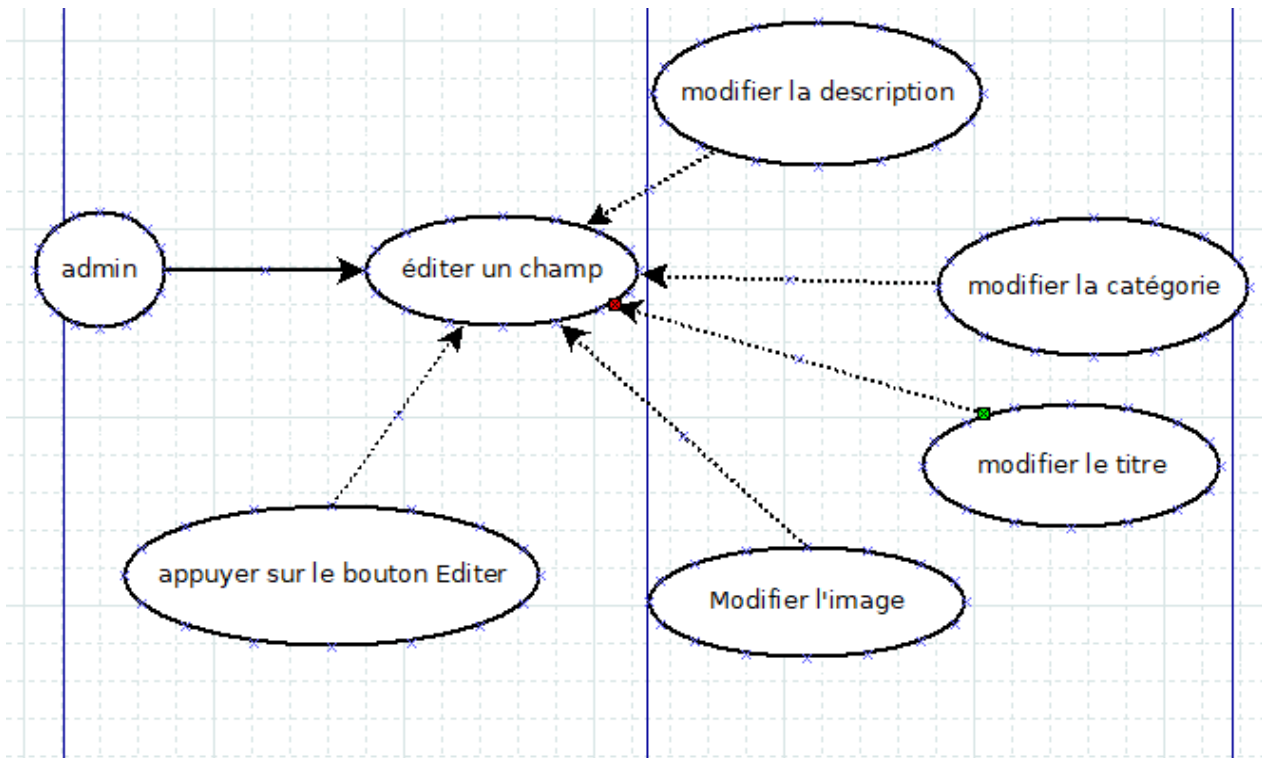 modifier la description
admin
éditer un champ
modifier la catégorie
modifier le titre
appuyer sur le bouton Editer
Modifier l'image